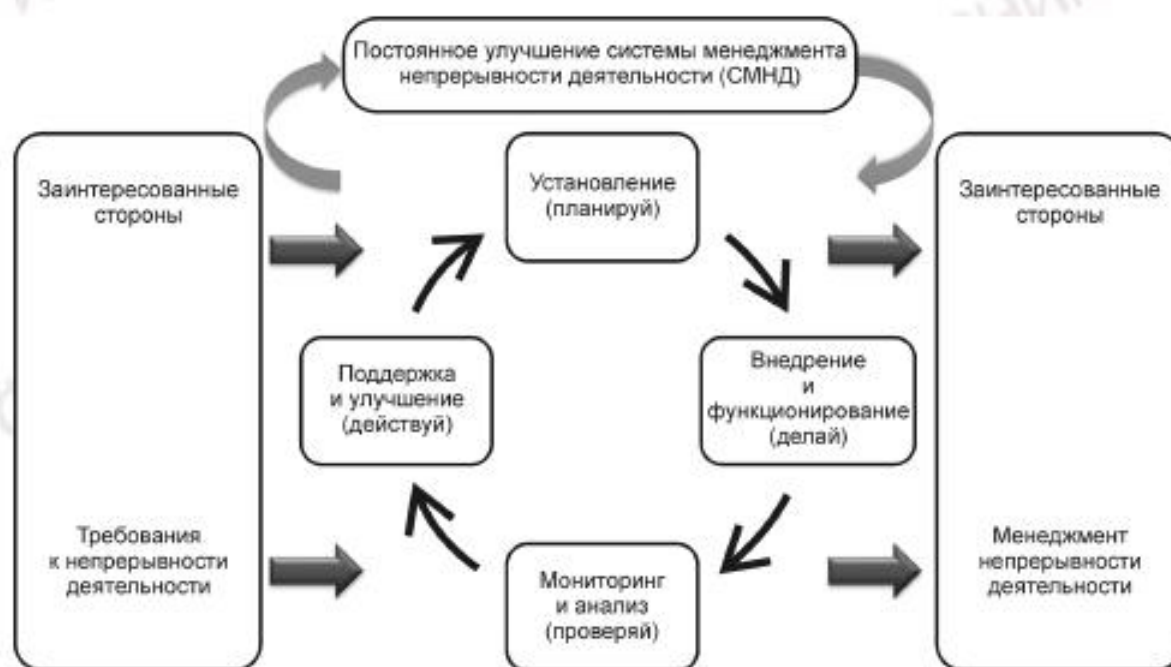 Постоянное улучшение системы менеджмента
непрерывности деятельности (СМНД)
Заинтересованные
стороны
Требования
к непрерывности
деятельности
Установление
(планируй)
Поддержка
и улучшение
(действуй)
Внедрение
и
функционирование
(делай)
Мониторинг
и анализ
(проверяй)
Заинтересованные
стороны
Менеджмент
непрерывности
деятельности